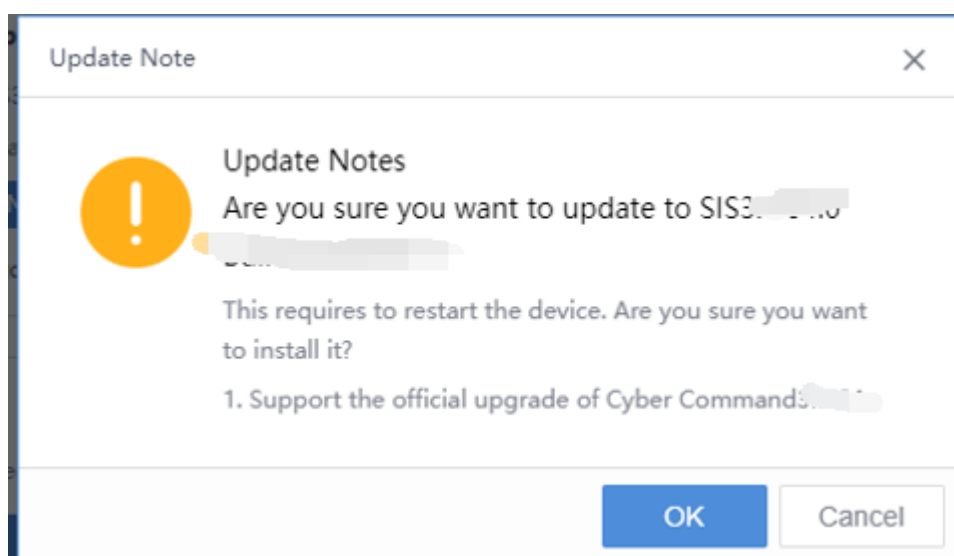 Update Note
Update Notes
Are you sure you want to update to SIS3.
This requires to restart the device. Are you sure you want
to install it?
1. Support the official upgrade of Cyber Command
OK
Cancel